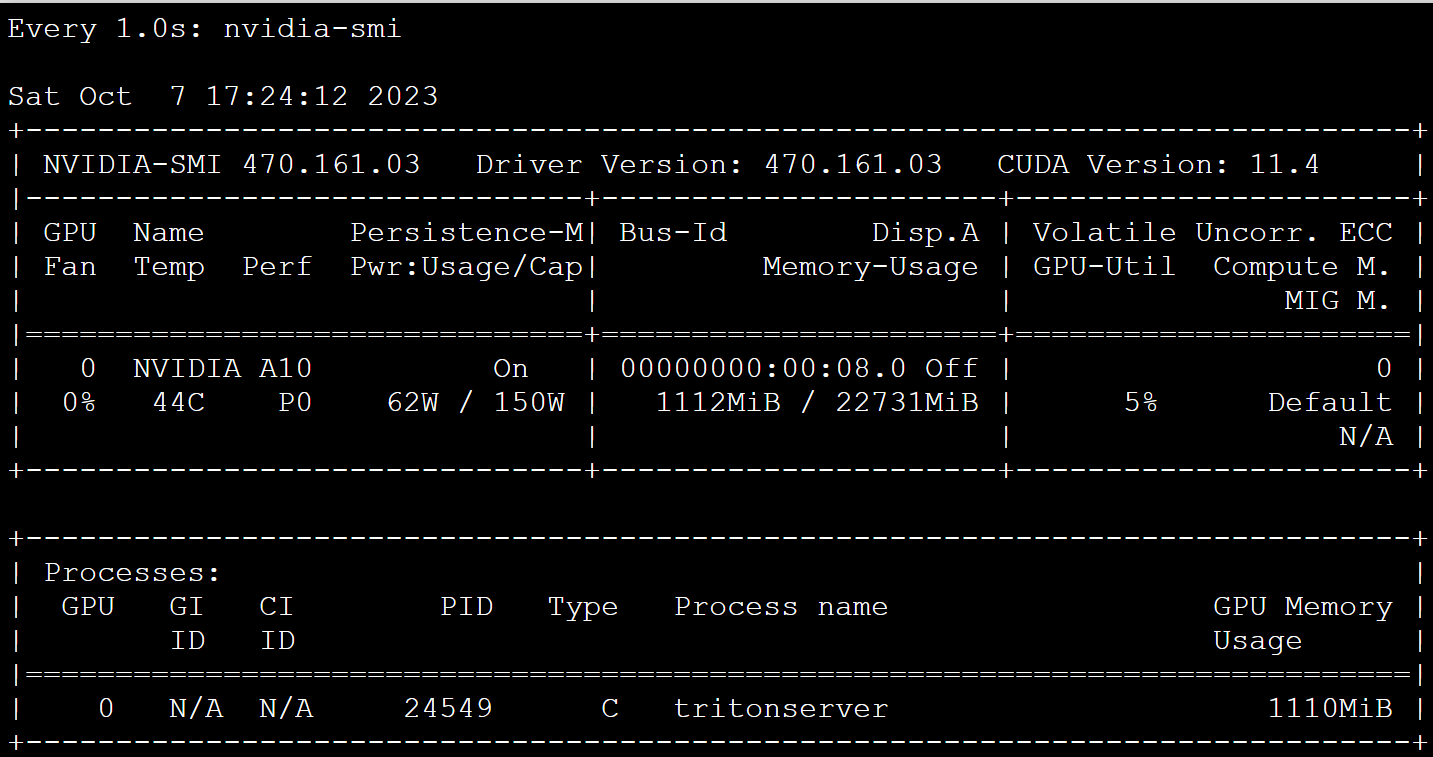 Every 1.0s: nvidia-smi
Sat Oct  7 17:24:12 2023
+-----------------------------------------------------------------------------+
| NVIDIA-SMI 470.161.03   Driver Version: 470.161.03   CUDA Version: 11.4     |
|-------------------------------+----------------------+----------------------+
| GPU  Name        Persistence-M| Bus-Id        Disp.A | Volatile Uncorr. ECC |
| Fan  Temp  Perf  Pwr:Usage/Cap|         Memory-Usage | GPU-Util  Compute M. |
|                               |                      |               MIG M. |
|===============================+======================+======================|
|   0  NVIDIA A10          On   | 00000000:00:08.0 Off |                    0 |
|  0%   44C    P0    62W / 150W |   1112MiB / 22731MiB |      5%      Default |
|                               |                      |                  N/A |
+-------------------------------+----------------------+----------------------+
+-----------------------------------------------------------------------------+
| Processes:                                                                  |
|  GPU   GI   CI        PID   Type   Process name                  GPU Memory |
|        ID   ID                                                   Usage      |
|=============================================================================|
|    0   N/A  N/A     24549      C   tritonserver                     1110MiB |
+-----------------------------------------------------------------------------+